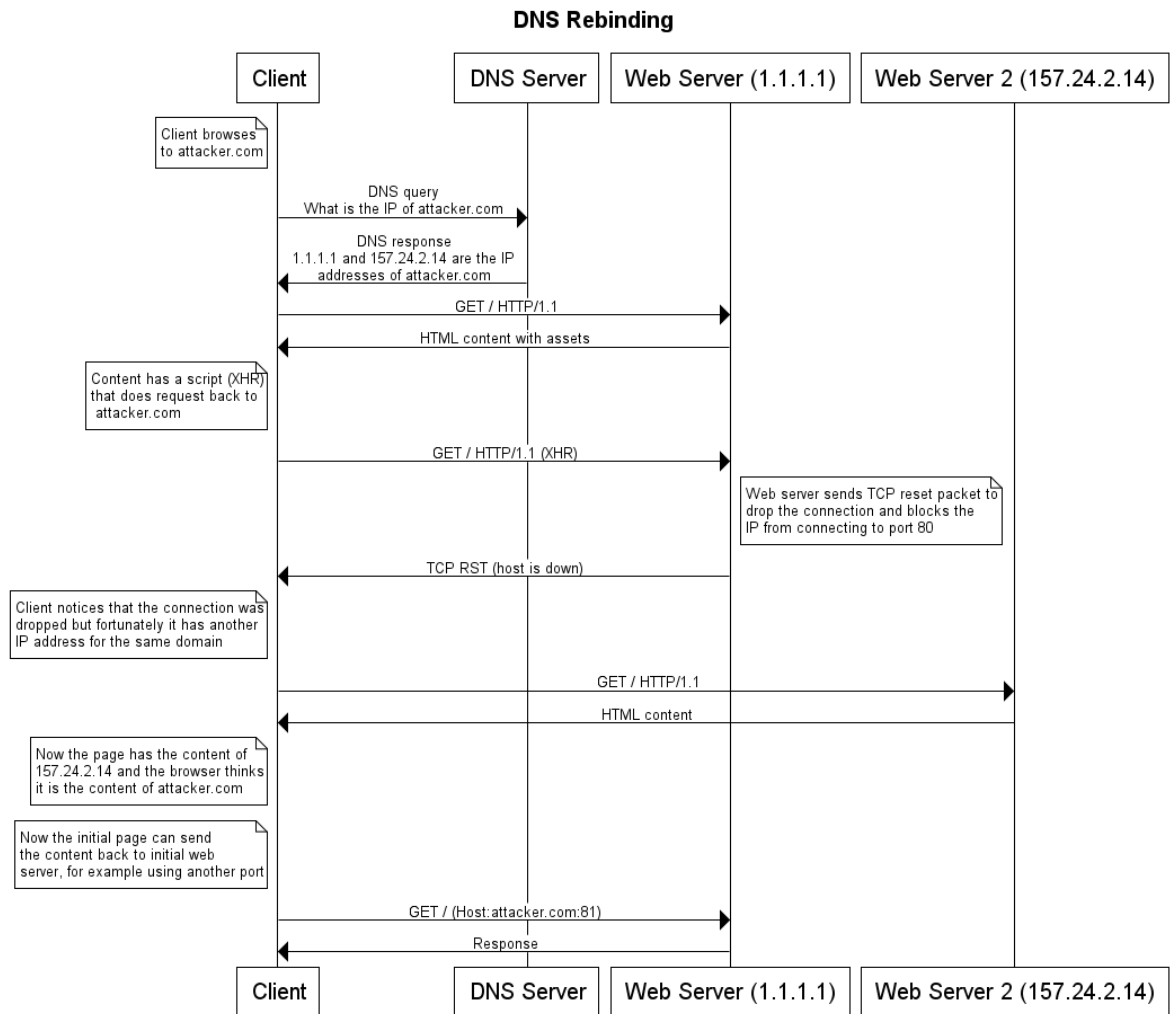 DNS Rebinding
Client
DNS Server
Web Server (1.1.1.1)
Web Server 2 (157.24.2.14)
Client browses
to attacker.com
DNS query
What is the IP of attacker.com
DNS response
1.1.1.1 and 157.24.2.14 are the IP
addresses of attacker.com
GET / HTTP/1.1
HTML content with assets
Content has a script (XHR)
that does request back to
attacker.com
GET / HTTP/1.1 (XHR)
Web server sends TCP reset packet to
drop the connection and blocks the
IP from connecting to port 80
TCP RST (host is down)
Client notices that the connection was
dropped but fortunately it has another
IP address for the same domain
GET / HTTP/1.1
HTML content
Now the page has the content of
157.24.2.14 and the browser thinks
it is the content of attacker.com
Now the initial page can send
the content back to initial web
server, for example using another port
GET / (Host:attacker.com:81)
Response
Client
DNS Server
Web Server (1.1.1.1)
Web Server 2 (157.24.2.14)